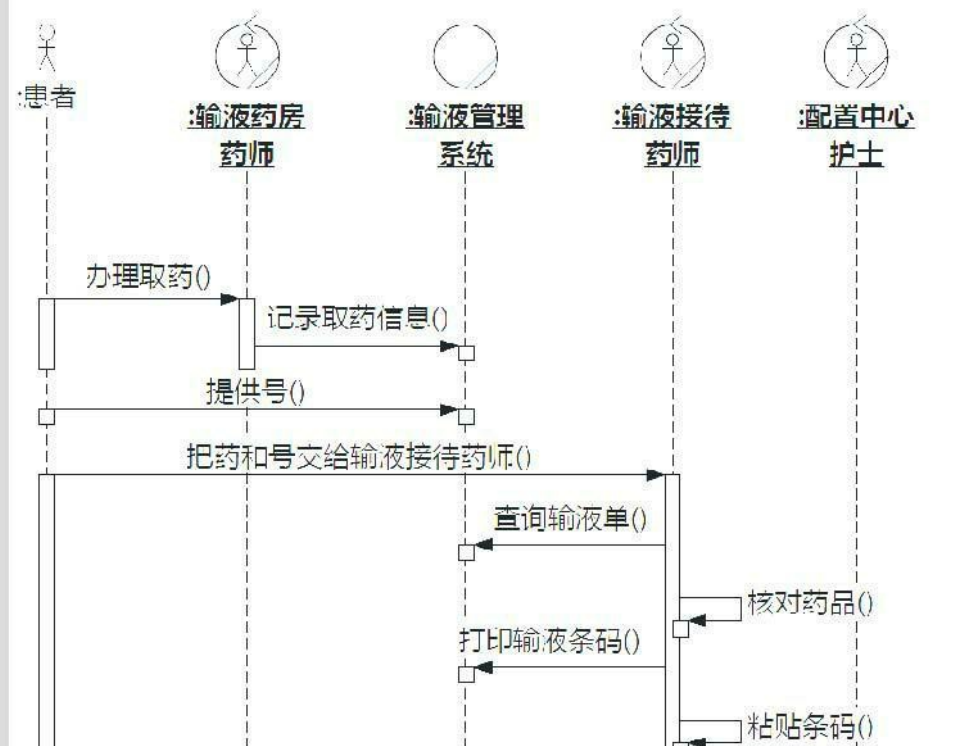 :患者
:输液药房
药师
:输液管理
系统
:输液接待
药师
:配置中心
护士
办理取药()
记录取药信息()
提供号()
把药和号交给输液接待药师()
查询输液单()
核对药品()
打印输液条码()
粘贴条码()